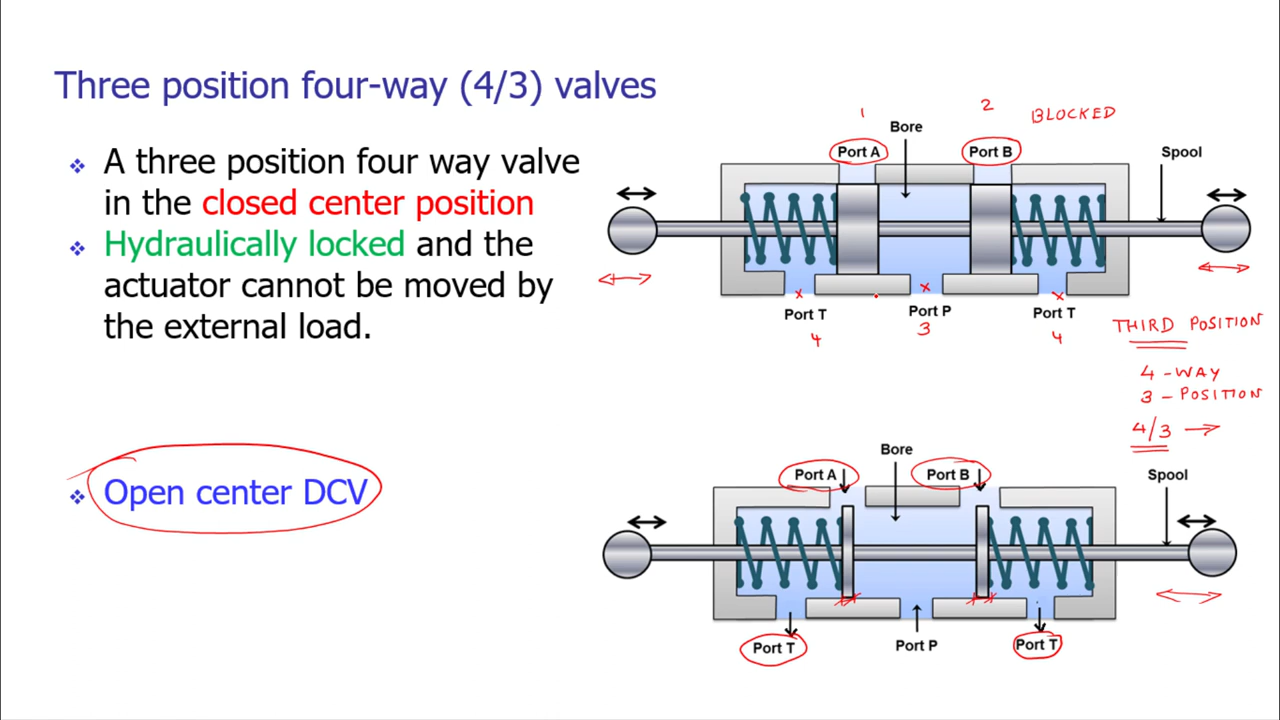 Three position four-way (4/3) valves
❖ A three position four way valve
in the closed center position
❖ Hydraulically locked and the
actuator cannot be moved by
the external load.
❖ Open center DCV
1
2
BLOCKED
Bore
Port A
Port B
Spool
Port T
Port P
Port T
4
3
4
THIRD POSITION
4 - WAY
3 - POSITION
4/3 →
Bore
Port A
Port B
Spool
Port T
Port P
Port T